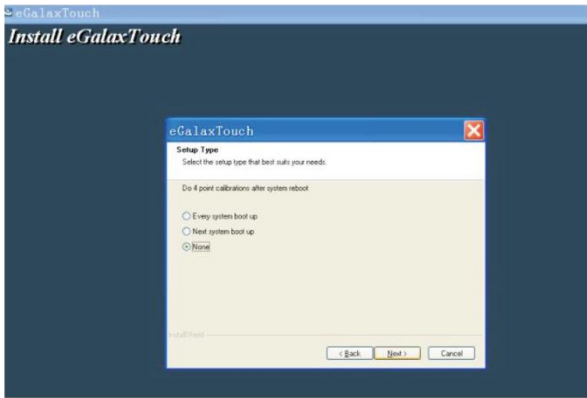 eGalaxTouch
Install eGalaxTouch
eGalaxTouch
Setup Type
Select the setup type that best suits your needs.
Do 4 point calibrations after system reboot
Every system boot up
Next system boot up
None
InstallShield
< Back Next > Cancel